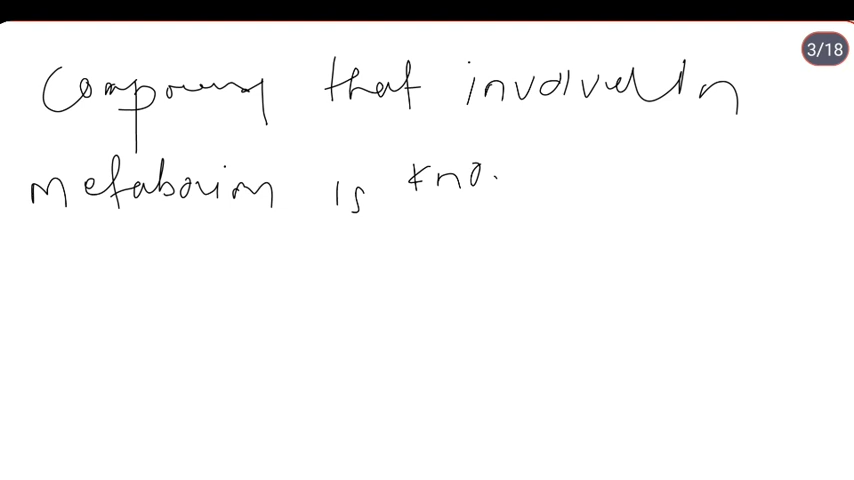 3/18
Compound that involved In
metabolism is kno.